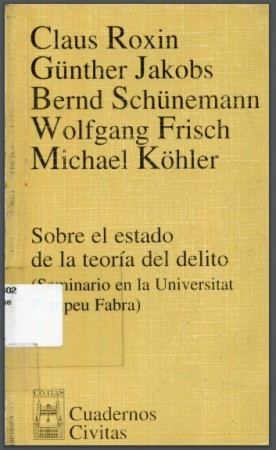 Claus Roxin
Günther Jakobs
Bernd Schünemann
Wolfgang Frisch
Michael Köhler
Sobre el estado
de la teoría del delito
(Seminario en la Universitat
peu Fabra)
CIVITAS
Cuadernos
Civitas